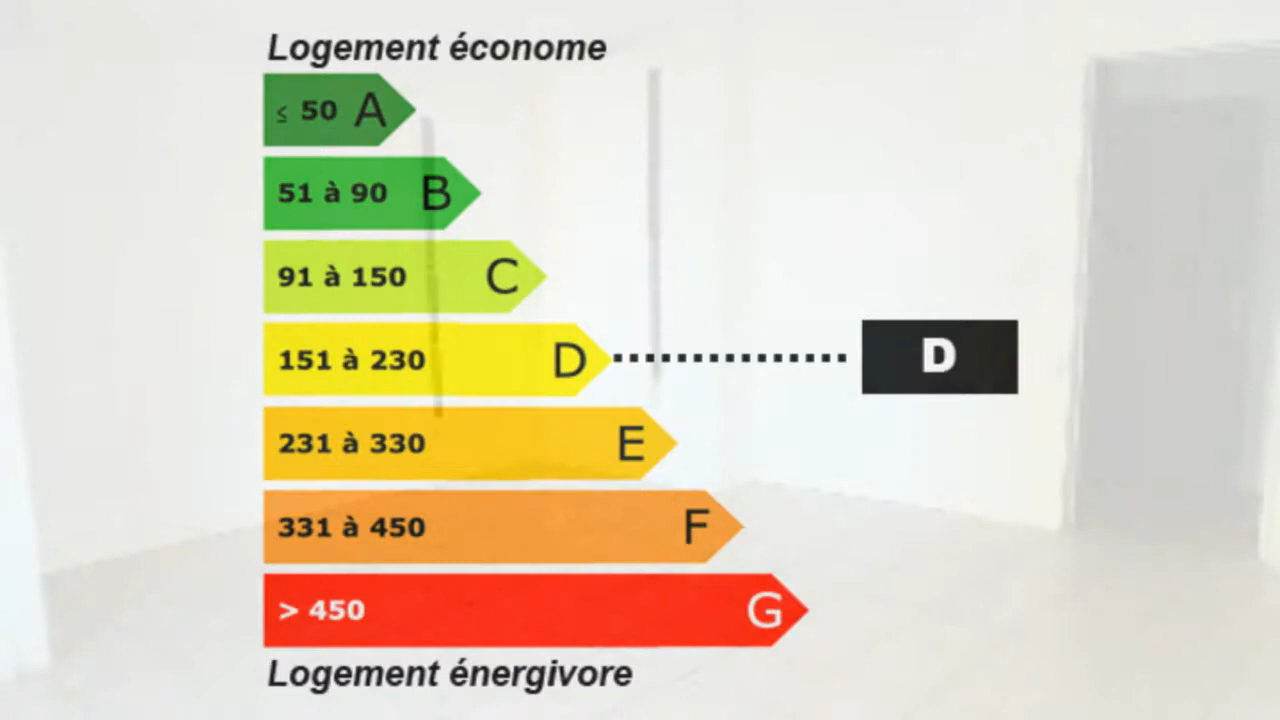 Logement économe
≤ 50 A
51 à 90 B
91 à 150 C
151 à 230 D
D
231 à 330 E
331 à 450 F
> 450 G
Logement énergivore